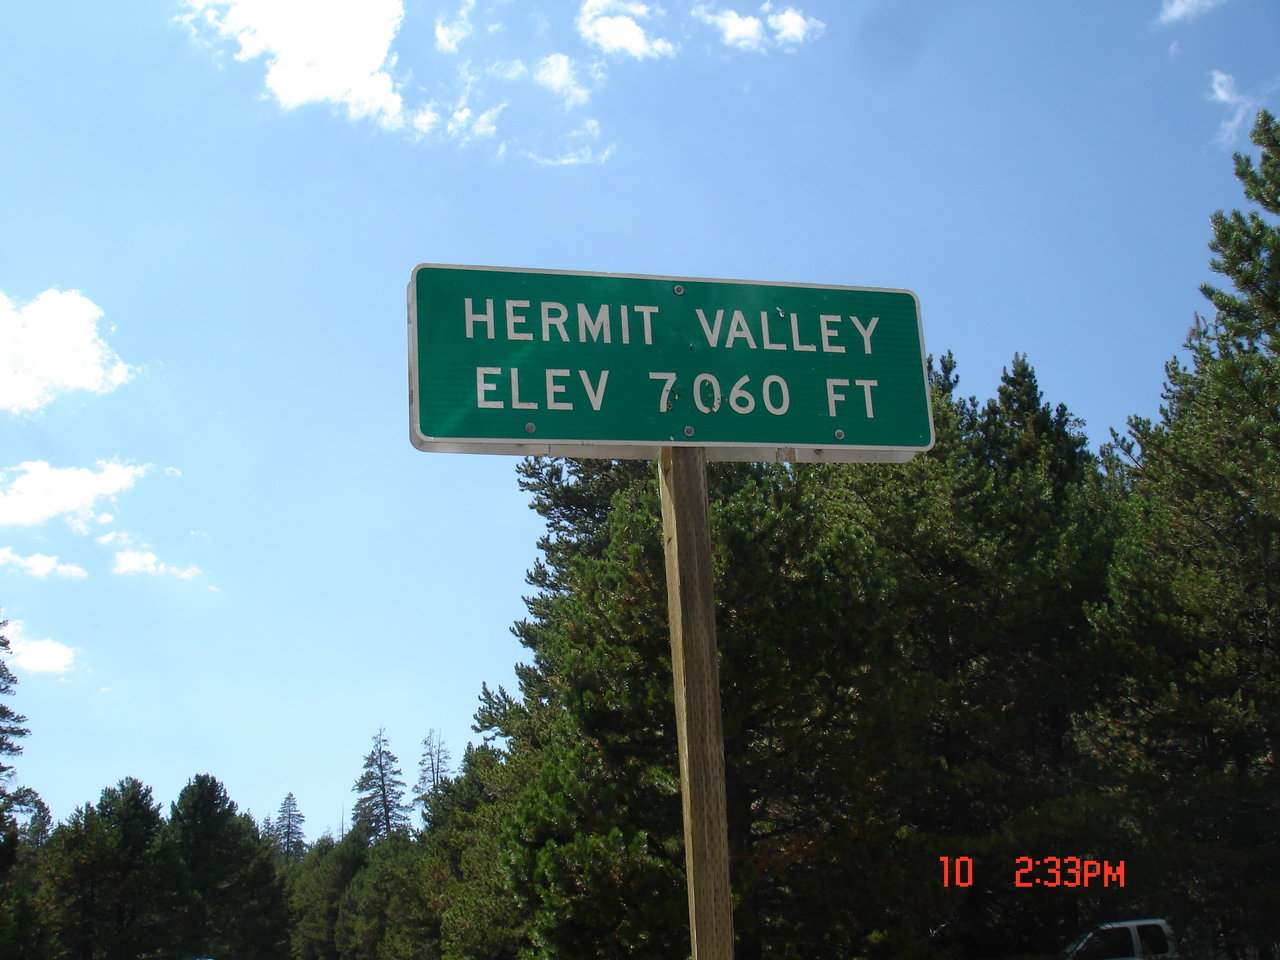 HERMIT VALLEY
ELEV 7060 FT
10 2:33PM